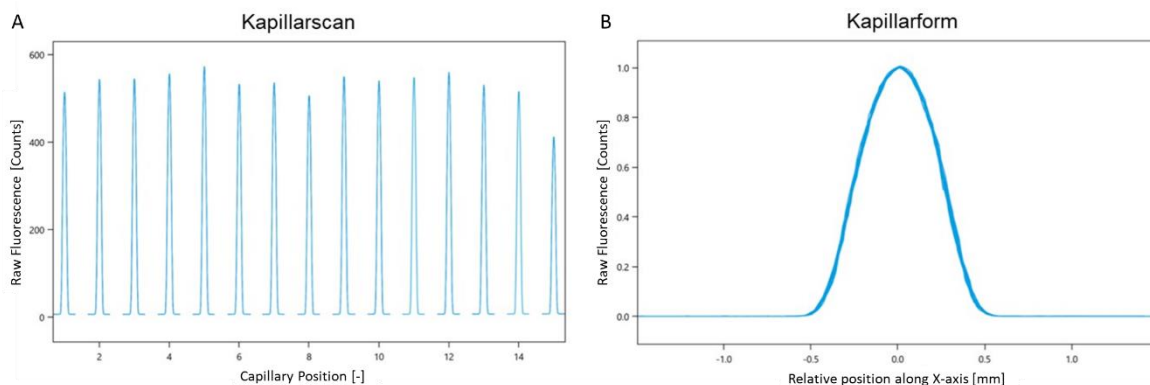 A
Kapillarscan
Raw Fluorescence [Counts]
600
400
200
0
2
4
6
8
10
12
14
Capillary Position [-]
B
Kapillarform
Raw Fluorescence [Counts]
1.0
0.8
0.6
0.4
0.2
0.0
-1.0
-0.5
0.0
0.5
1.0
Relative position along X-axis [mm]